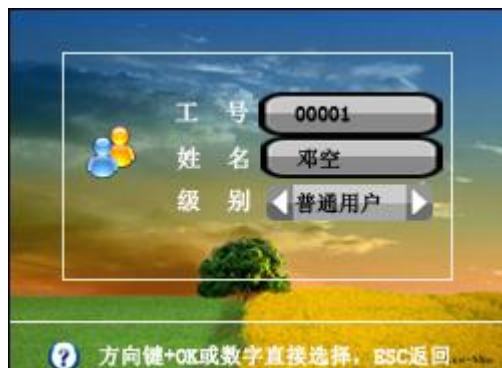 工 号 00001
姓 名 邓空
级 别 普通用户
方向键+OK或数字直接选择，ESC返回